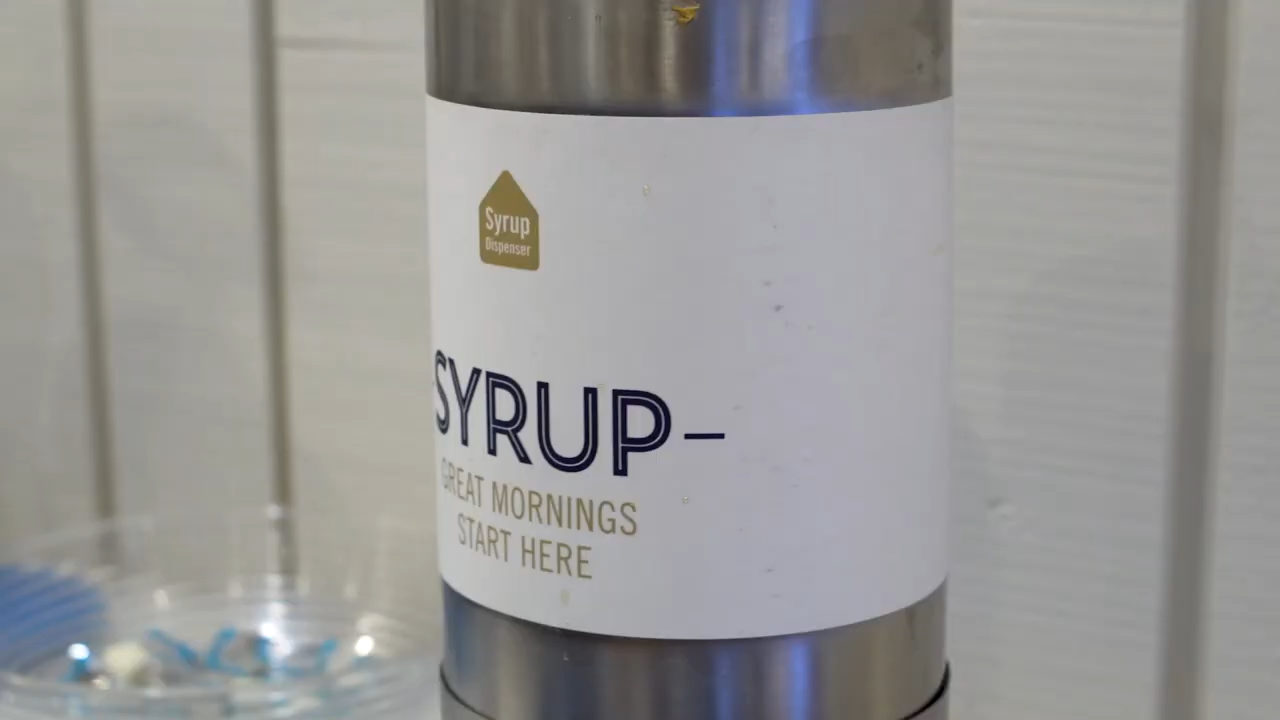 Syrup
Dispenser
SYRUP–
GREAT MORNINGS
START HERE